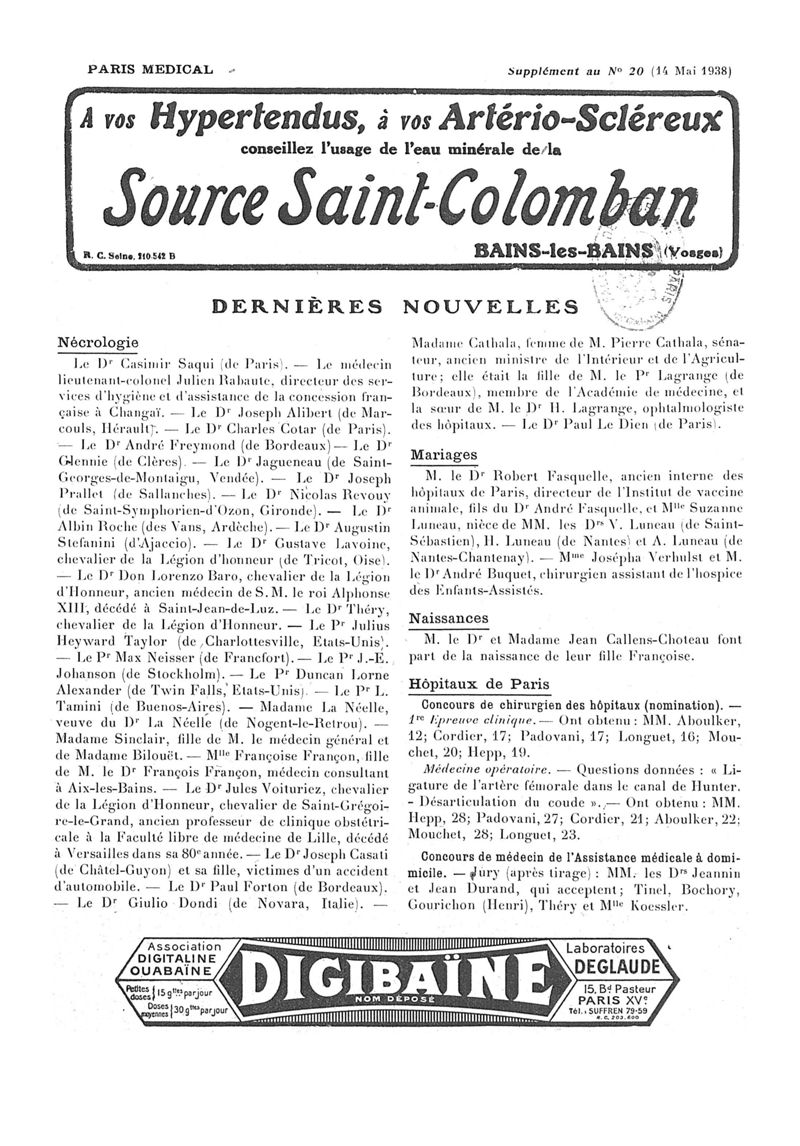 PARIS MEDICAL
Supplément au N° 20 (14 Mai 1938)
A vos Hypertendus, à vos Artério-Scléreux
conseillez l'usage de l'eau minérale de la
Source Saint-Colomban
R. C. Seine, 210.542 B
BAINS-les-BAINS (Vosges)
DERNIÈRES NOUVELLES
Nécrologie
Le Dr Casimir Saqui (de Paris). — Le médecin
lieutenant-colonel Julien Rabaute, directeur des ser-
vices d'hygiène et d'assistance de la concession fran-
çaise à Changaï. — Le Dr Joseph Alibert (de Mar-
couls, Hérault). — Le Dr Charles Cotar (de Paris).
— Le Dr André Freymond (de Bordeaux) — Le Dr
Glennie (de Clères). — Le Dr Jagueneau (de Saint-
Georges-de-Montaigu, Vendée). — Le Dr Joseph
Prallet (de Sallanches). — Le Dr Nicolas Revouy
(de Saint-Symphorien-d'Ozon, Gironde). — Le Dr
Albin Roche (des Vans, Ardèche). — Le Dr Augustin
Stefanini (d'Ajaccio). — Le Dr Gustave Lavoine,
chevalier de la Légion d'honneur (de Tricot, Oise).
— Le Dr Don Lorenzo Baro, chevalier de la Légion
d'Honneur, ancien médecin de S. M. le roi Alphonse
XIII, décédé à Saint-Jean-de-Luz. — Le Dr Théry,
chevalier de la Légion d'Honneur. — Le Pr Julius
Heyward Taylor (de Charlottesville, Etats-Unis).
— Le Pr Max Neisser (de Francfort). — Le Pr J.-E.
Johanson (de Stockholm). — Le Pr Duncan Lorne
Alexander (de Twin Falls, Etats-Unis). — Le Pr L.
Tamini (de Buenos-Aires). — Madame La Néelle,
veuve du Dr La Néelle (de Nogent-le-Rotrou). —
Madame Sinclair, fille de M. le médecin général et
de Madame Bilouët. — Mlle Françoise Françon, fille
de M. le Dr François Françon, médecin consultant
à Aix-les-Bains. — Le Dr Jules Voituriez, chevalier
de la Légion d'Honneur, chevalier de Saint-Grégoi-
re-le-Grand, ancien professeur de clinique obstétri-
cale à la Faculté libre de médecine de Lille, décédé
à Versailles dans sa 80e année. — Le Dr Joseph Casati
(de Châtel-Guyon) et sa fille, victimes d'un accident
d'automobile. — Le Dr Paul Forton (de Bordeaux).
— Le Dr Giulio Dondi (de Novara, Italie). —
Madame Cathala, femme de M. Pierre Cathala, séna-
teur, ancien ministre de l'Intérieur et de l'Agricul-
ture ; elle était la fille de M. le Pr Lagrange (de
Bordeaux), membre de l'Académie de médecine, et
la sœur de M. le Dr H. Lagrange, ophtalmologiste
des hôpitaux. — Le Dr Paul Le Dien (de Paris).
Mariages
M. le Dr Robert Fasquelle, ancien interne des
hôpitaux de Paris, directeur de l'Institut de vaccine
animale, fils du Dr André Fasquelle, et Mlle Suzanne
Luneau, nièce de MM. les Drs V. Luneau (de Saint-
Sébastien), H. Luneau (de Nantes) et A. Luneau (de
Nantes-Chantenay). — Mme Josépha Verhulst et M.
le Dr André Buquet, chirurgien assistant de l'hospice
des Enfants-Assistés.
Naissances
M. le Dr et Madame Jean Callens-Choteau font
part de la naissance de leur fille Françoise.
Hôpitaux de Paris
Concours de chirurgien des hôpitaux (nomination). —
1re Epreuve clinique. — Ont obtenu : MM. Aboulker,
12; Cordier, 17; Padovani, 17; Longuet, 16; Mou-
chet, 20; Hepp, 19.
Médecine opératoire. — Questions données : « Li-
gature de l'artère fémorale dans le canal de Hunter.
- Désarticulation du coude ». — Ont obtenu : MM.
Hepp, 28; Padovani, 27; Cordier, 21; Aboulker, 22;
Mouchet, 28; Longuet, 23.
Concours de médecin de l'Assistance médicale à domi-
micile. — Jury (après tirage) : MM. les Drs Jeannin
et Jean Durand, qui acceptent ; Tinel, Bochory,
Gourichon (Henri), Théry et Mlle Koessler.
Association
DIGITALINE
OUABAÏNE
Petites doses 15 gttes par jour
Doses moyennes 30 gttes par jour
DIGIBAÏNE
NOM DÉPOSÉ
Laboratoires
DEGLAUDE
15, Bd Pasteur
PARIS XVe
Tél. : SUFFREN 79-59
R. C. 203.600